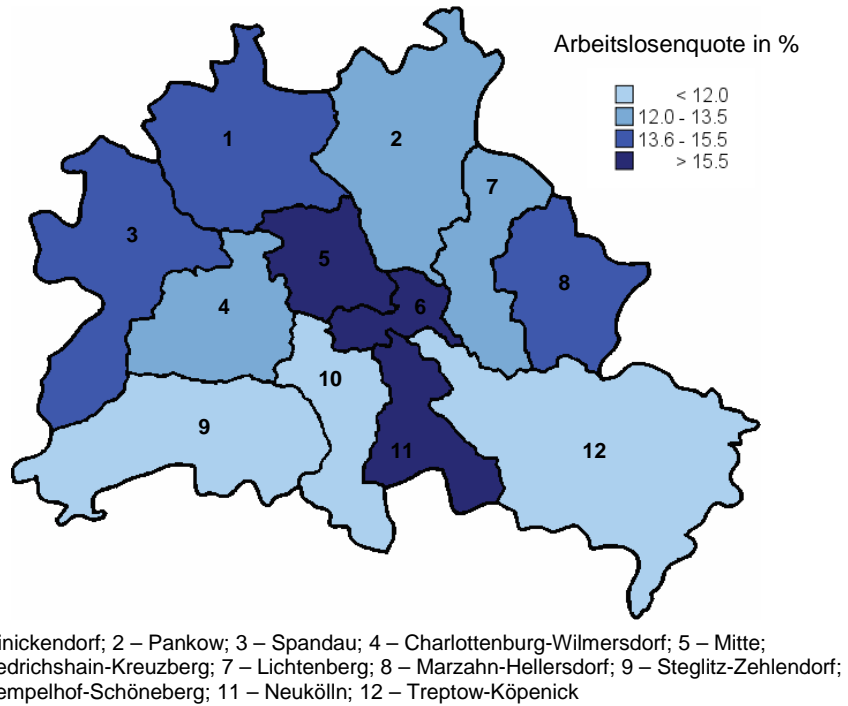 Arbeitslosenquote in %
< 12.0
12.0 - 13.5
13.6 - 15.5
> 15.5
1
2
7
3
5
8
4
6
10
9
11
12
inickendorf; 2 – Pankow; 3 – Spandau; 4 – Charlottenburg-Wilmersdorf; 5 – Mitte;
edrichshain-Kreuzberg; 7 – Lichtenberg; 8 – Marzahn-Hellersdorf; 9 – Steglitz-Zehlendorf;
empelhof-Schöneberg; 11 – Neukölln; 12 – Treptow-Köpenick